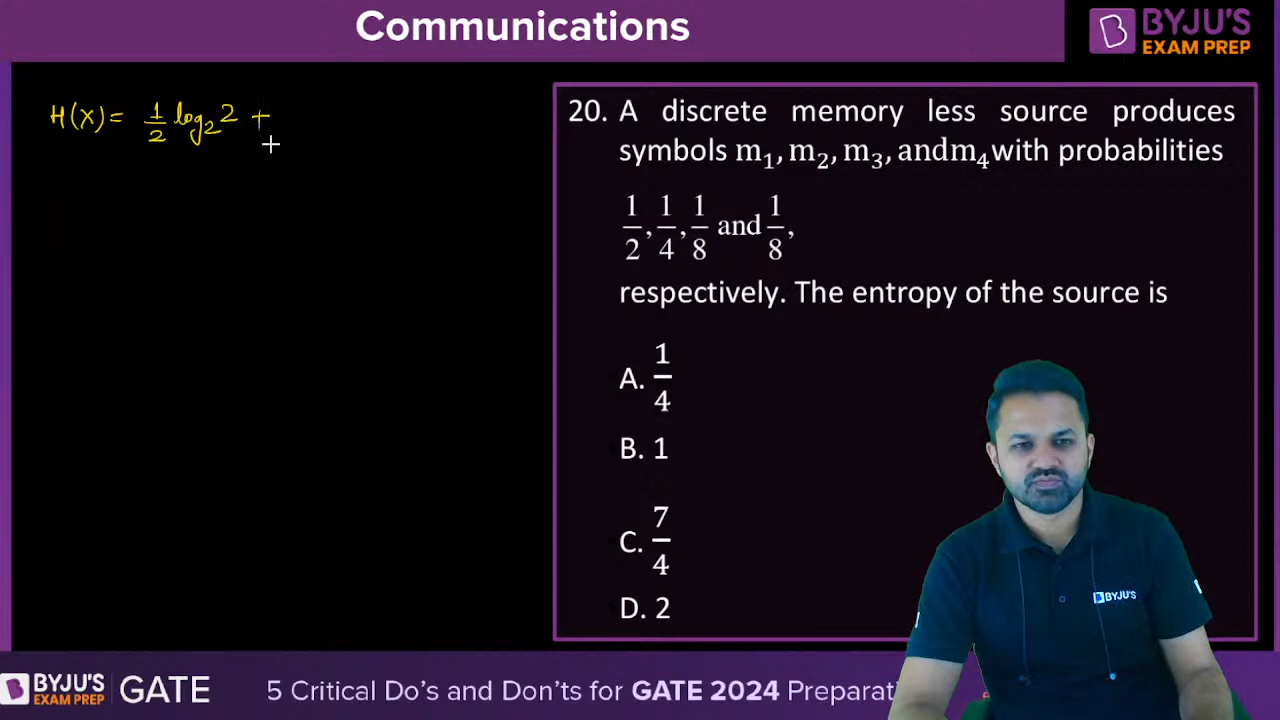 Communications
BYJU'S
EXAM PREP
H(X) = 1/2 log₂ 2 +
20. A discrete memory less source produces
symbols m₁, m₂, m₃, andm₄ with probabilities
1/2, 1/4, 1/8 and 1/8,
respectively. The entropy of the source is
A. 1/4
B. 1
C. 7/4
D. 2
BYJU'S
BYJU'S
EXAM PREP
GATE
5 Critical Do's and Don'ts for GATE 2024 Preparat